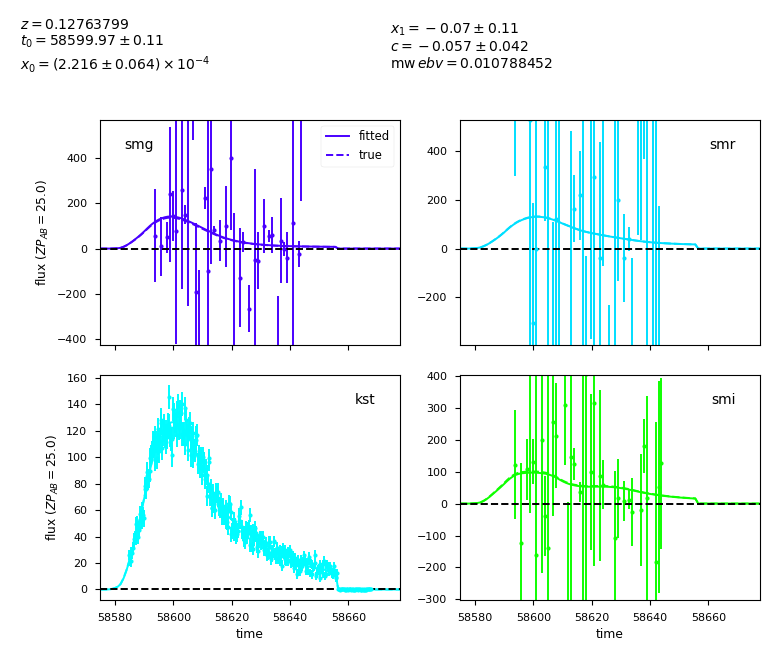 z = 0.12763799
t₀ = 58599.97 ± 0.11
x₀ = (2.216 ± 0.064) × 10⁻⁴
x₁ = −0.07 ± 0.11
c = −0.057 ± 0.042
mw ebv = 0.010788452
smg
fitted
true
400
200
0
−200
−400
flux (ZP_AB = 25.0)
smr
400
200
0
−200
kst
160
140
120
100
80
60
40
20
0
flux (ZP_AB = 25.0)
58580 58600 58620 58640 58660
time
smi
400
300
200
100
0
−100
−200
−300
58580 58600 58620 58640 58660
time